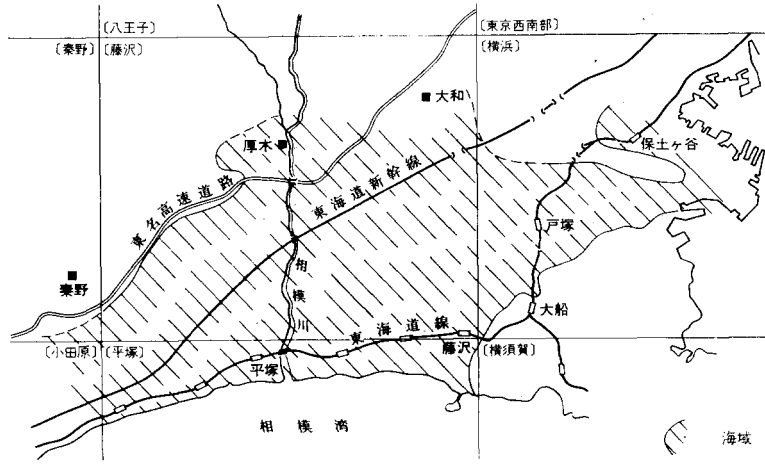 〔八王子〕
〔東京西南部〕
〔秦野〕
〔藤沢〕
〔横浜〕
大和
厚木
保土ヶ谷
東名高速道路
東海道新幹線
戸塚
秦野
相模川
大船
東海道線
〔小田原〕
〔平塚〕
藤沢
〔横須賀〕
平塚
相模湾
海域